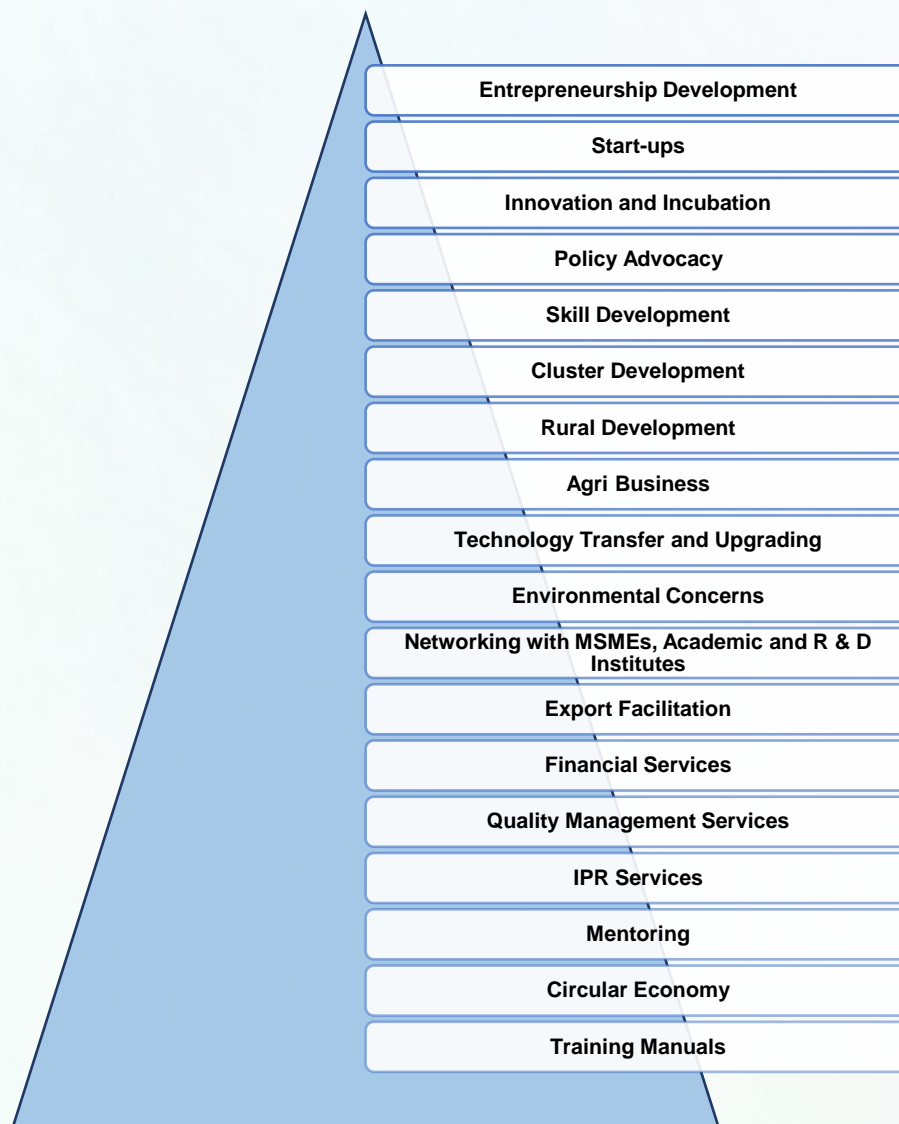 Entrepreneurship Development
Start-ups
Innovation and Incubation
Policy Advocacy
Skill Development
Cluster Development
Rural Development
Agri Business
Technology Transfer and Upgrading
Environmental Concerns
Networking with MSMEs, Academic and R & D
Institutes
Export Facilitation
Financial Services
Quality Management Services
IPR Services
Mentoring
Circular Economy
Training Manuals